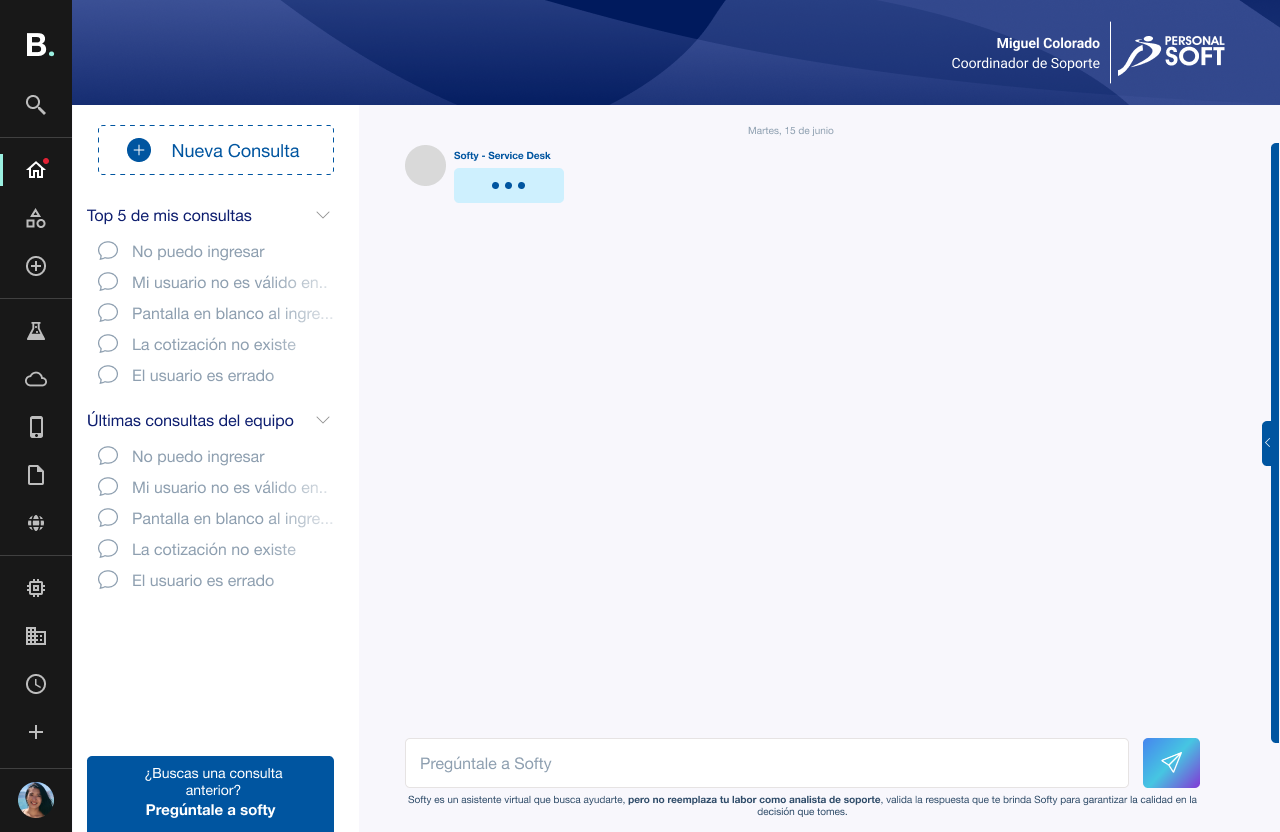 B.
Miguel Colorado
Coordinador de Soporte
PERSONAL
SOFT
Nueva Consulta
Top 5 de mis consultas
No puedo ingresar
Mi usuario no es válido en..
Pantalla en blanco al ingre...
La cotización no existe
El usuario es errado
Últimas consultas del equipo
No puedo ingresar
Mi usuario no es válido en..
Pantalla en blanco al ingre...
La cotización no existe
El usuario es errado
¿Buscas una consulta
anterior?
Pregúntale a softy
Martes, 15 de junio
Softy - Service Desk
Pregúntale a Softy
Softy es un asistente virtual que busca ayudarte, pero no reemplaza tu labor como analista de soporte, valida la respuesta que te brinda Softy para garantizar la calidad en la
decisión que tomes.